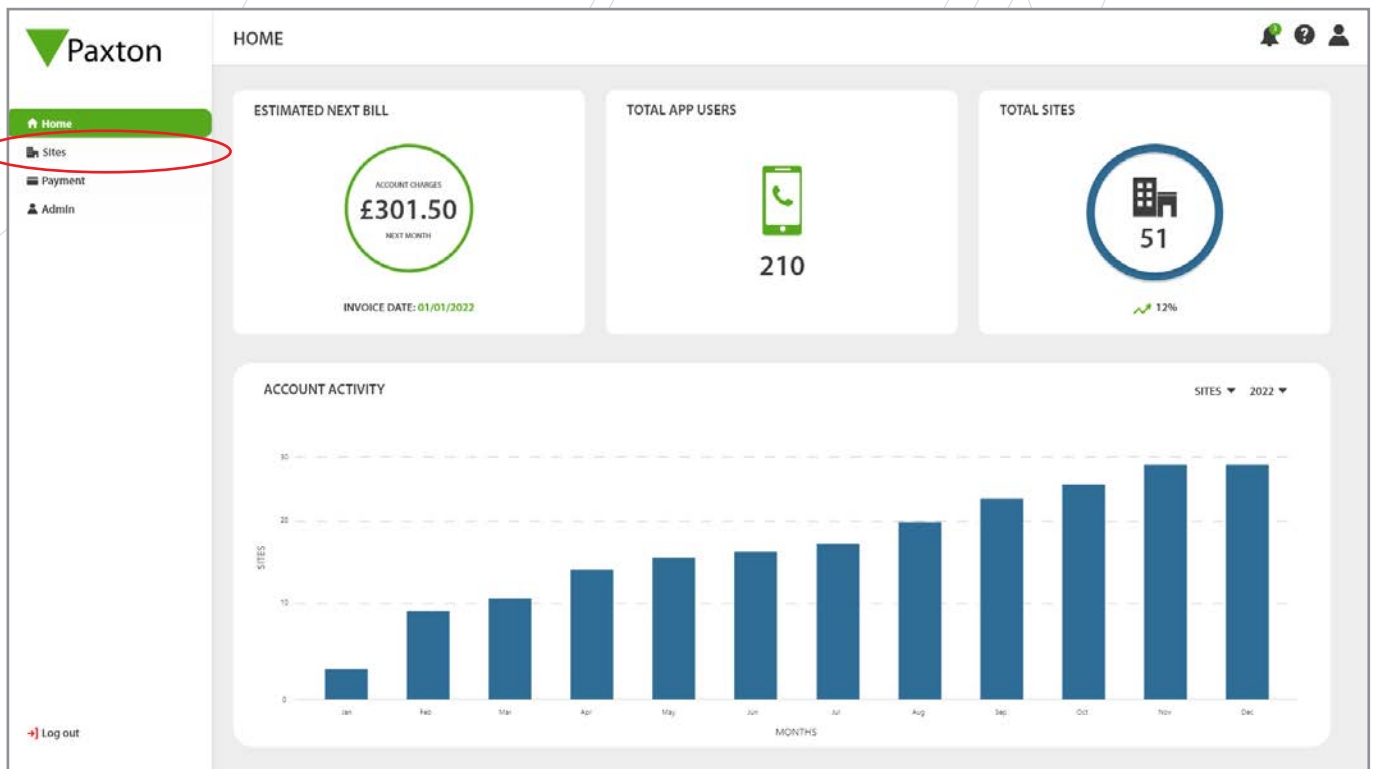 Paxton
HOME
Home
Sites
Payment
Admin
Log out
ESTIMATED NEXT BILL
ACCOUNT CHARGES
£301.50
NEXT MONTH
INVOICE DATE: 01/01/2022
TOTAL APP USERS
210
TOTAL SITES
51
12%
ACCOUNT ACTIVITY
SITES 2022
30
20
10
0
SITES
Jan Feb Mar Apr May Jun Jul Aug Sep Oct Nov Dec
MONTHS